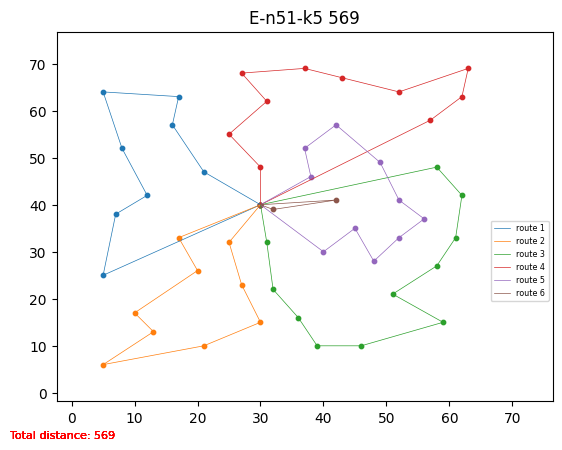 E-n51-k5 569
70
60
50
40
30
20
10
0
route 1
route 2
route 3
route 4
route 5
route 6
0 10 20 30 40 50 60 70
Total distance: 569